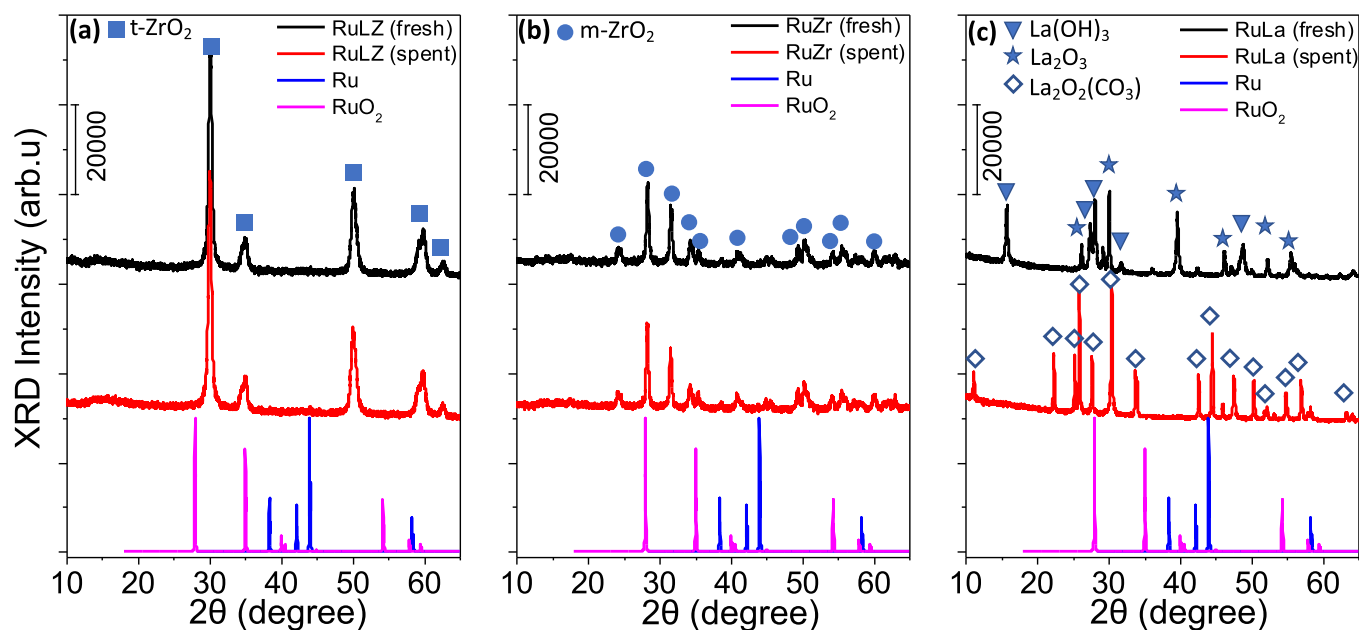 (a) t-ZrO₂
RuLZ (fresh)
RuLZ (spent)
Ru
RuO₂
20000
(b) m-ZrO₂
RuZr (fresh)
RuZr (spent)
Ru
RuO₂
20000
(c) La(OH)₃
La₂O₃
La₂O₂(CO₃)
RuLa (fresh)
RuLa (spent)
Ru
RuO₂
20000
XRD Intensity (arb.u)
10 20 30 40 50 60
2θ (degree)
10 20 30 40 50 60
2θ (degree)
10 20 30 40 50 60
2θ (degree)